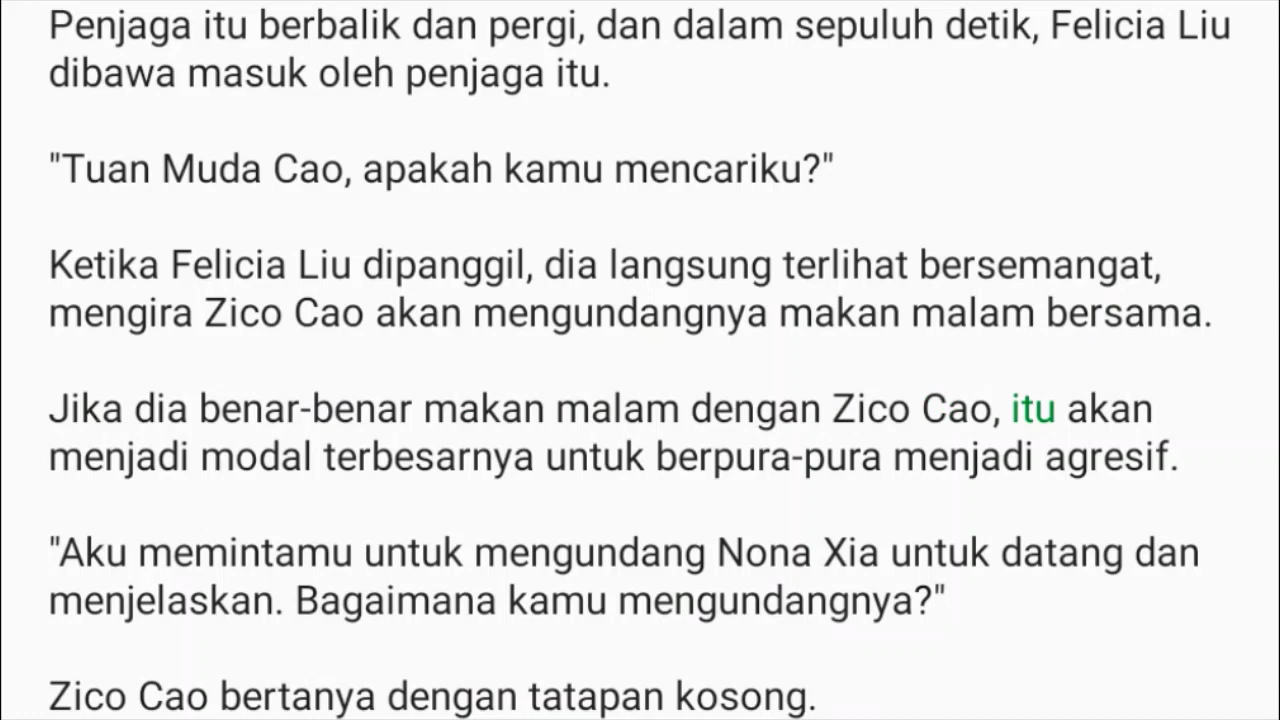 Penjaga itu berbalik dan pergi, dan dalam sepuluh detik, Felicia Liu
dibawa masuk oleh penjaga itu.
"Tuan Muda Cao, apakah kamu mencariku?"
Ketika Felicia Liu dipanggil, dia langsung terlihat bersemangat,
mengira Zico Cao akan mengundangnya makan malam bersama.
Jika dia benar-benar makan malam dengan Zico Cao, itu akan
menjadi modal terbesarnya untuk berpura-pura menjadi agresif.
"Aku memintamu untuk mengundang Nona Xia untuk datang dan
menjelaskan. Bagaimana kamu mengundangnya?"
Zico Cao bertanya dengan tatapan kosong.